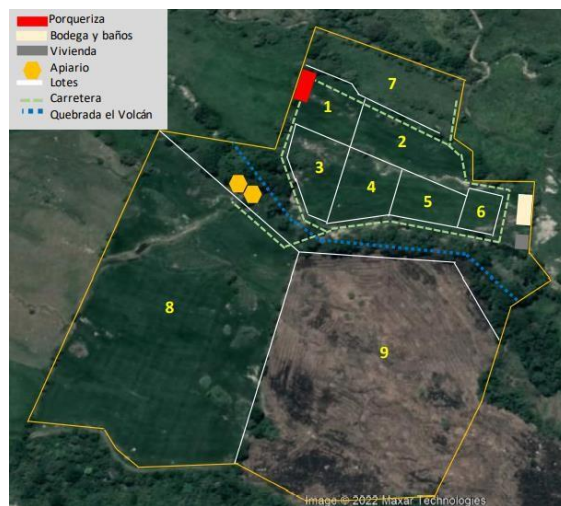 Porqueriza
Bodega y baños
Vivienda
Apiario
Lotes
Carretera
Quebrada el Volcán
7
1
2
3
4
5
6
8
9
Image © 2022 Maxar Technologies